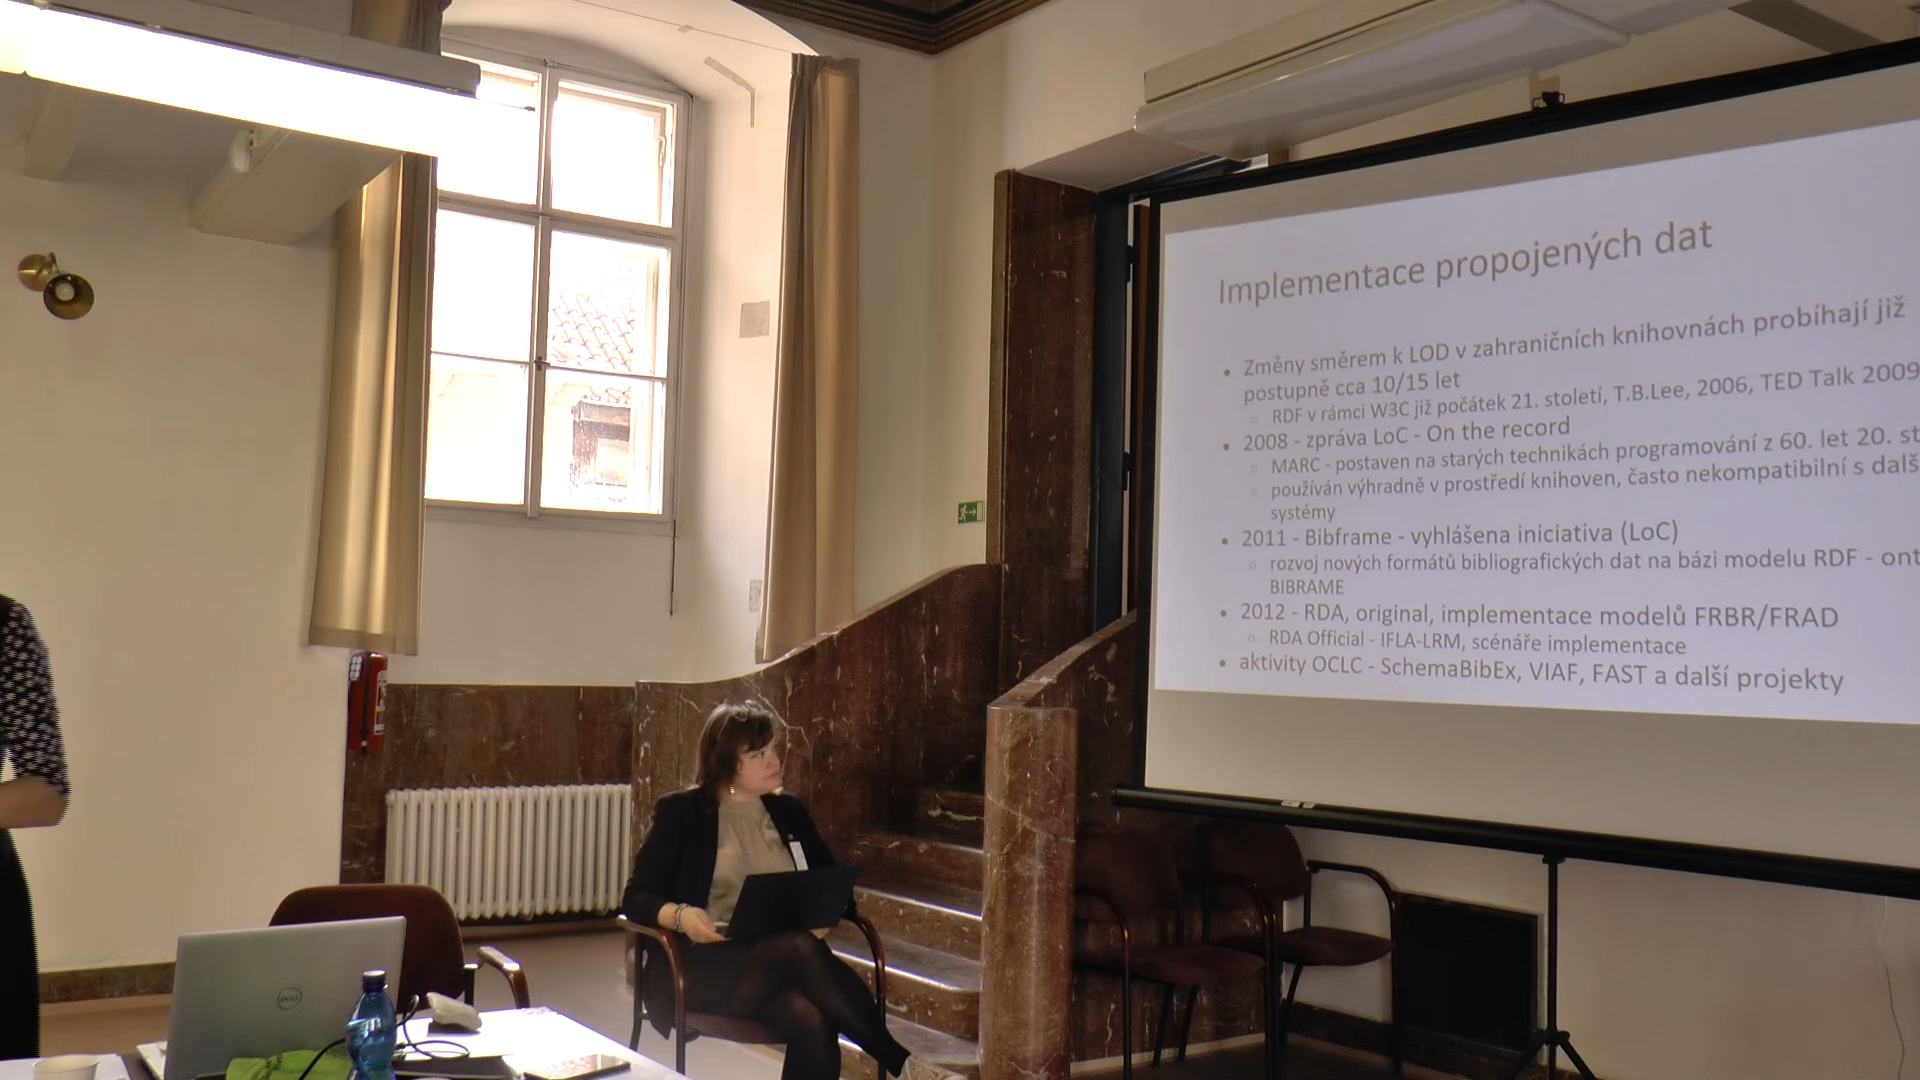 Implementace propojených dat
Změny směrem k LOD v zahraničních knihovnách probíhají již
postupně cca 10/15 let
RDF v rámci W3C již počátek 21. století, T.B.Lee, 2006, TED Talk 2009
2008 - zpráva LoC - On the record
MARC - postaven na starých technikách programování z 60. let 20. st
používán výhradně v prostředí knihoven, často nekompatibilní s dalš
systémy
2011 - Bibframe - vyhlášena iniciativa (LoC)
rozvoj nových formátů bibliografických dat na bázi modelu RDF - ont
BIBRAME
2012 - RDA, original, implementace modelů FRBR/FRAD
RDA Official - IFLA-LRM, scénáře implementace
aktivity OCLC - SchemaBibEx, VIAF, FAST a další projekty
DELL